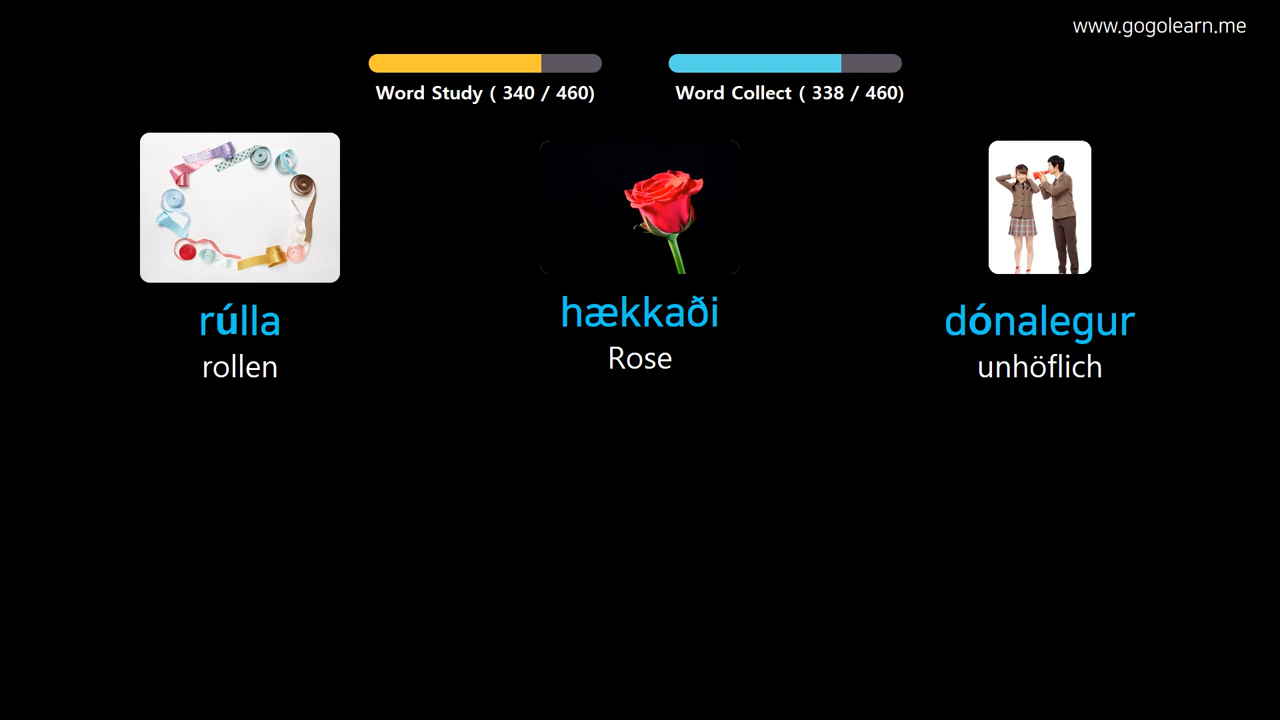 www.gogolearn.me
Word Study ( 340 / 460)
Word Collect ( 338 / 460)
rúlla
rollen
hækkaði
Rose
dónalegur
unhöflich